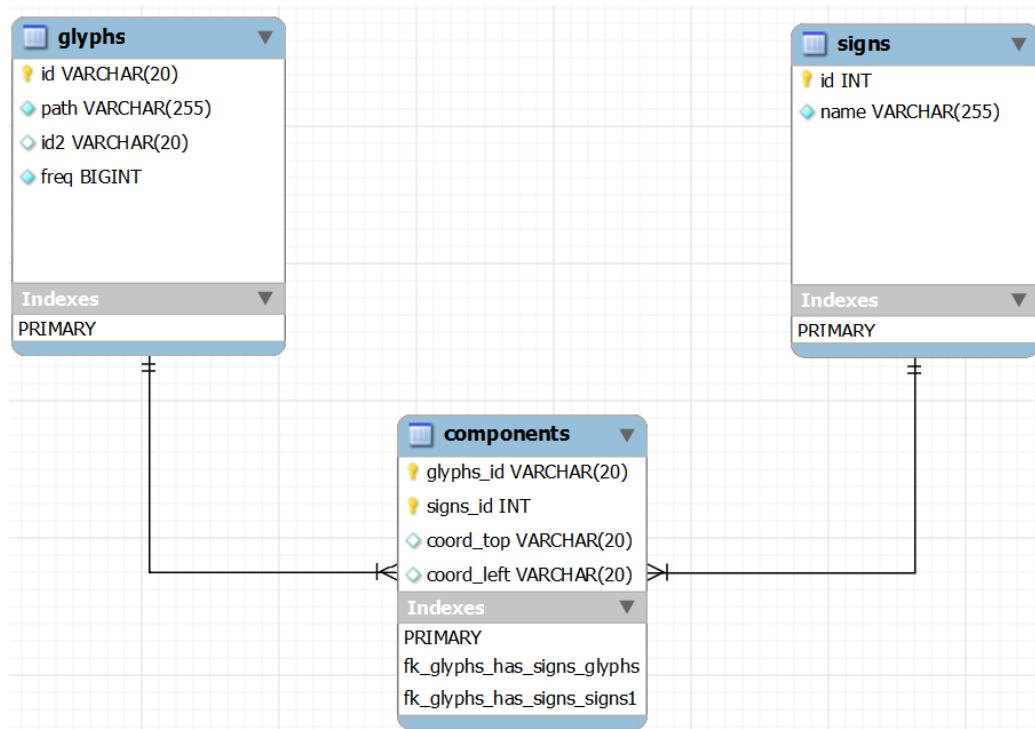 glyphs
id VARCHAR(20)
path VARCHAR(255)
id2 VARCHAR(20)
freq BIGINT
Indexes
PRIMARY
signs
id INT
name VARCHAR(255)
Indexes
PRIMARY
components
glyphs_id VARCHAR(20)
signs_id INT
coord_top VARCHAR(20)
coord_left VARCHAR(20)
Indexes
PRIMARY
fk_glyphs_has_signs_glyphs
fk_glyphs_has_signs_signs1